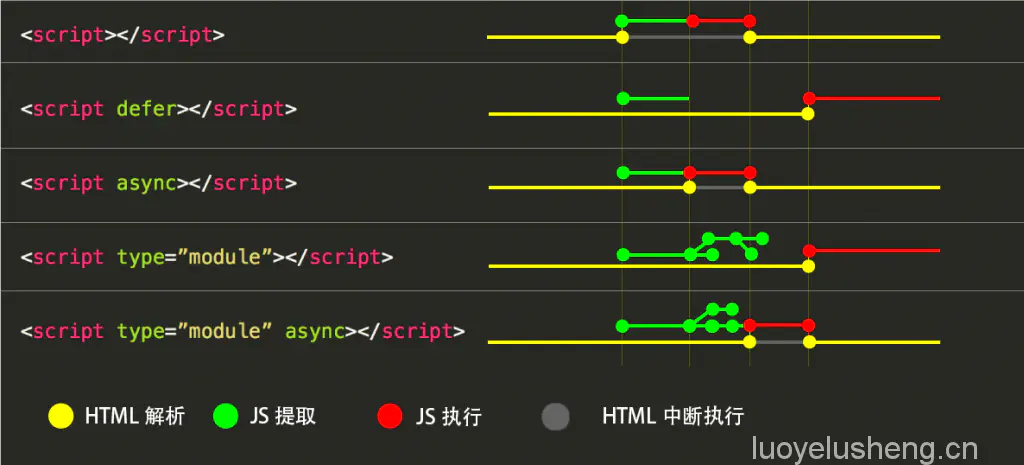 <script></script>
<script defer></script>
<script async></script>
<script type=”module”></script>
<script type=”module” async></script>
HTML 解析 JS 提取 JS 执行 HTML 中断执行
luoyelusheng.cn